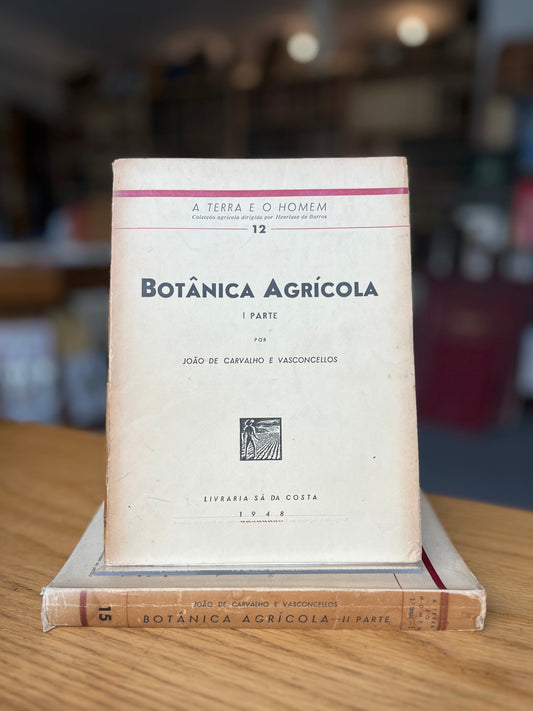 A TERRA E O HOMEM
Colecção agrícola dirigida por Henrique de Barros
12
BOTÂNICA AGRÍCOLA
I PARTE
POR
JOÃO DE CARVALHO E VASCONCELLOS
LIVRARIA SÁ DA COSTA
1948
15
JOÃO DE CARVALHO E VASCONCELLOS
BOTÂNICA AGRÍCOLA—II PARTE